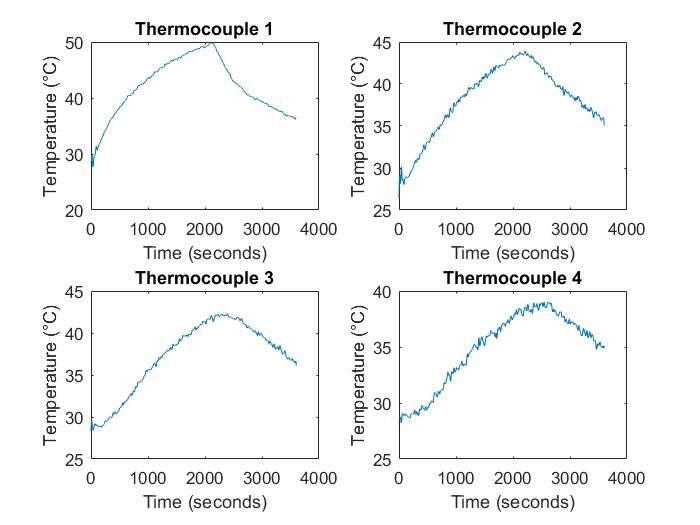 Thermocouple 1
Temperature (°C)
50
40
30
20
0 1000 2000 3000 4000
Time (seconds)
Thermocouple 2
Temperature (°C)
45
40
35
30
25
0 1000 2000 3000 4000
Time (seconds)
Thermocouple 3
Temperature (°C)
45
40
35
30
25
0 1000 2000 3000 4000
Time (seconds)
Thermocouple 4
Temperature (°C)
40
35
30
25
0 1000 2000 3000 4000
Time (seconds)